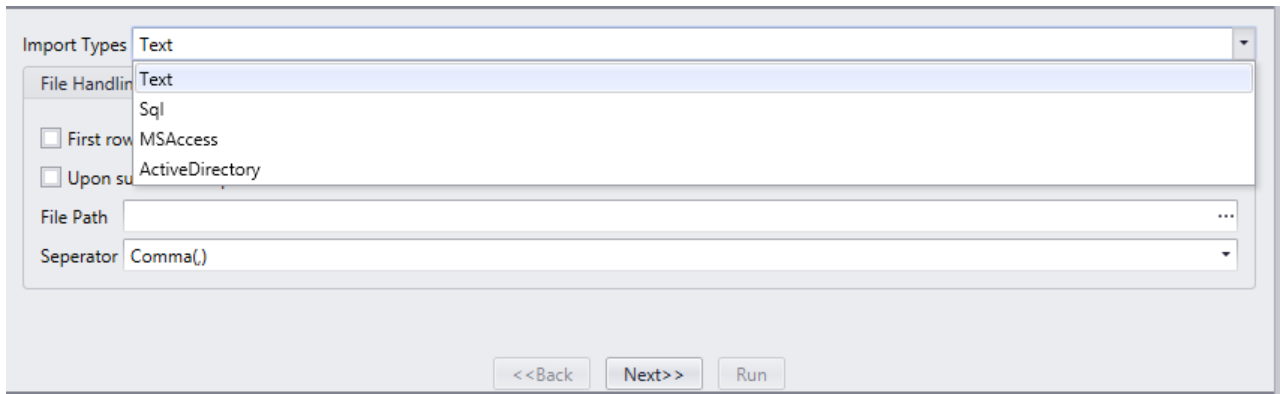 Import Types Text
File Handlin Text
Sql
First row MSAccess
ActiveDirectory
Upon su
File Path ...
Seperator Comma(,)
<<Back Next>> Run